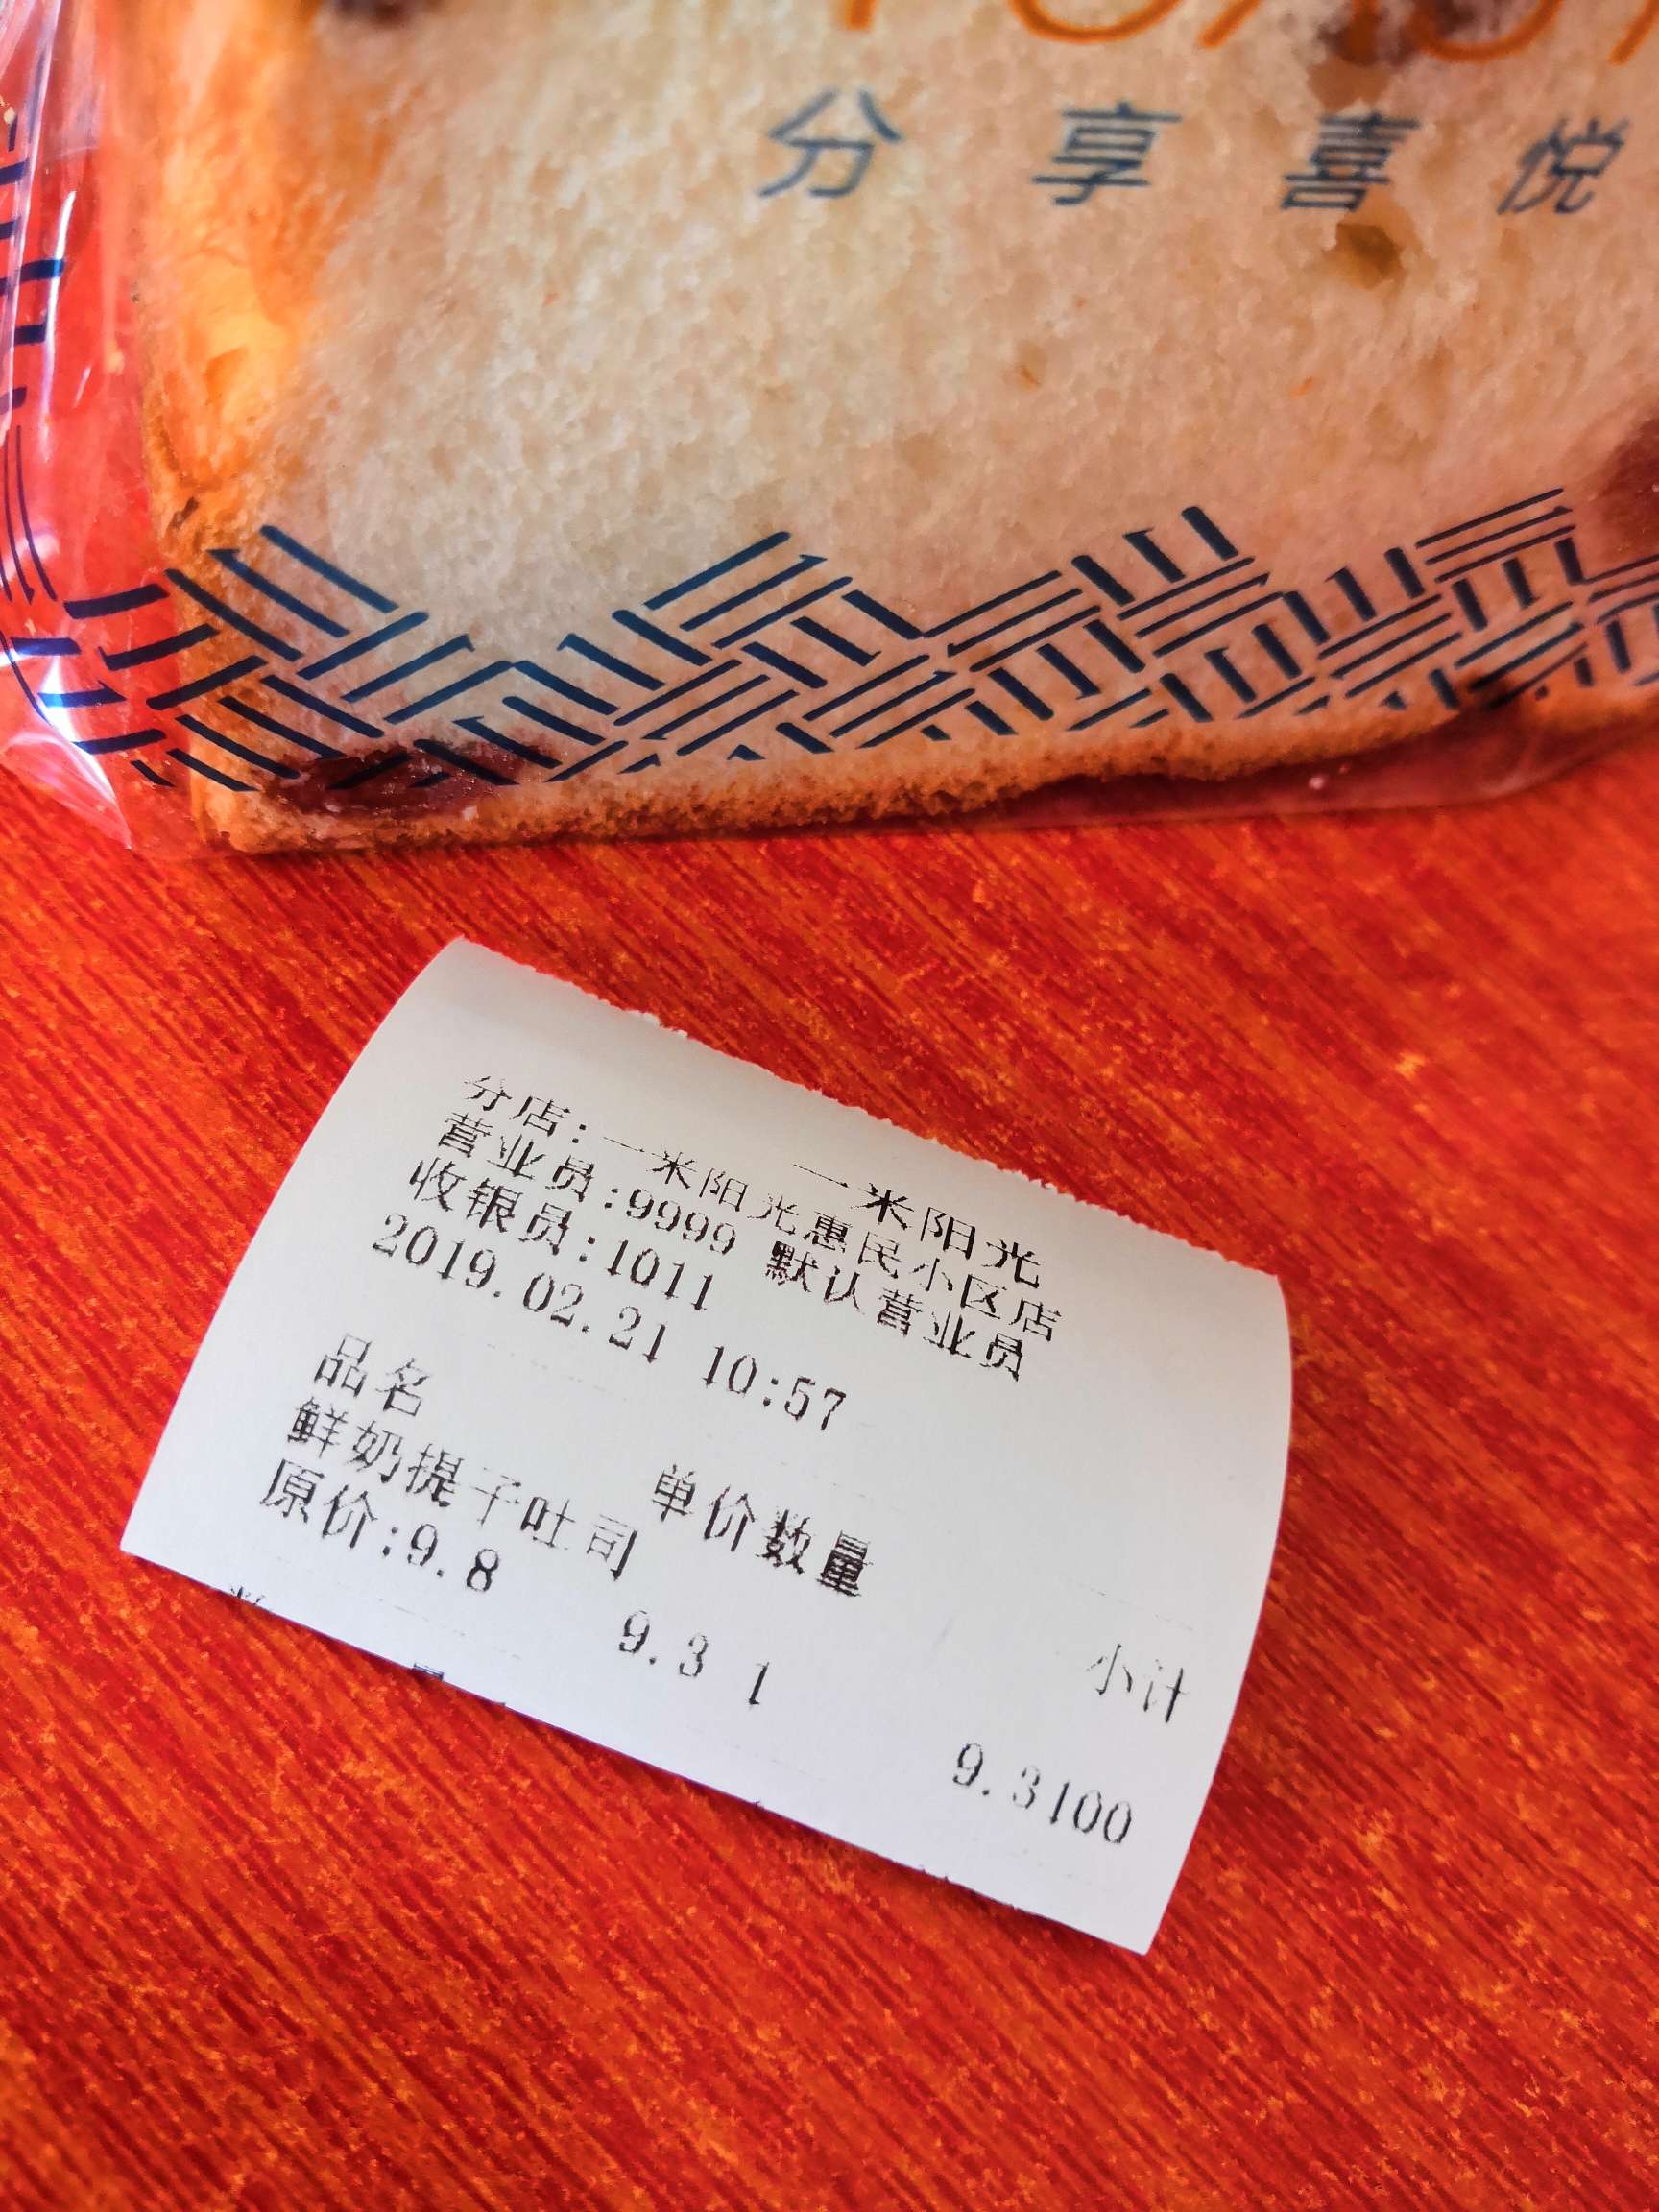 分享喜悦
一米阳光
分店:一米阳光惠民小区店
营业员:9999 默认营业员
收银员:1011
2019.02.21 10:57
品名 单价数量 小计
鲜奶提子吐司
9.3 1 9.3100
原价:9.8